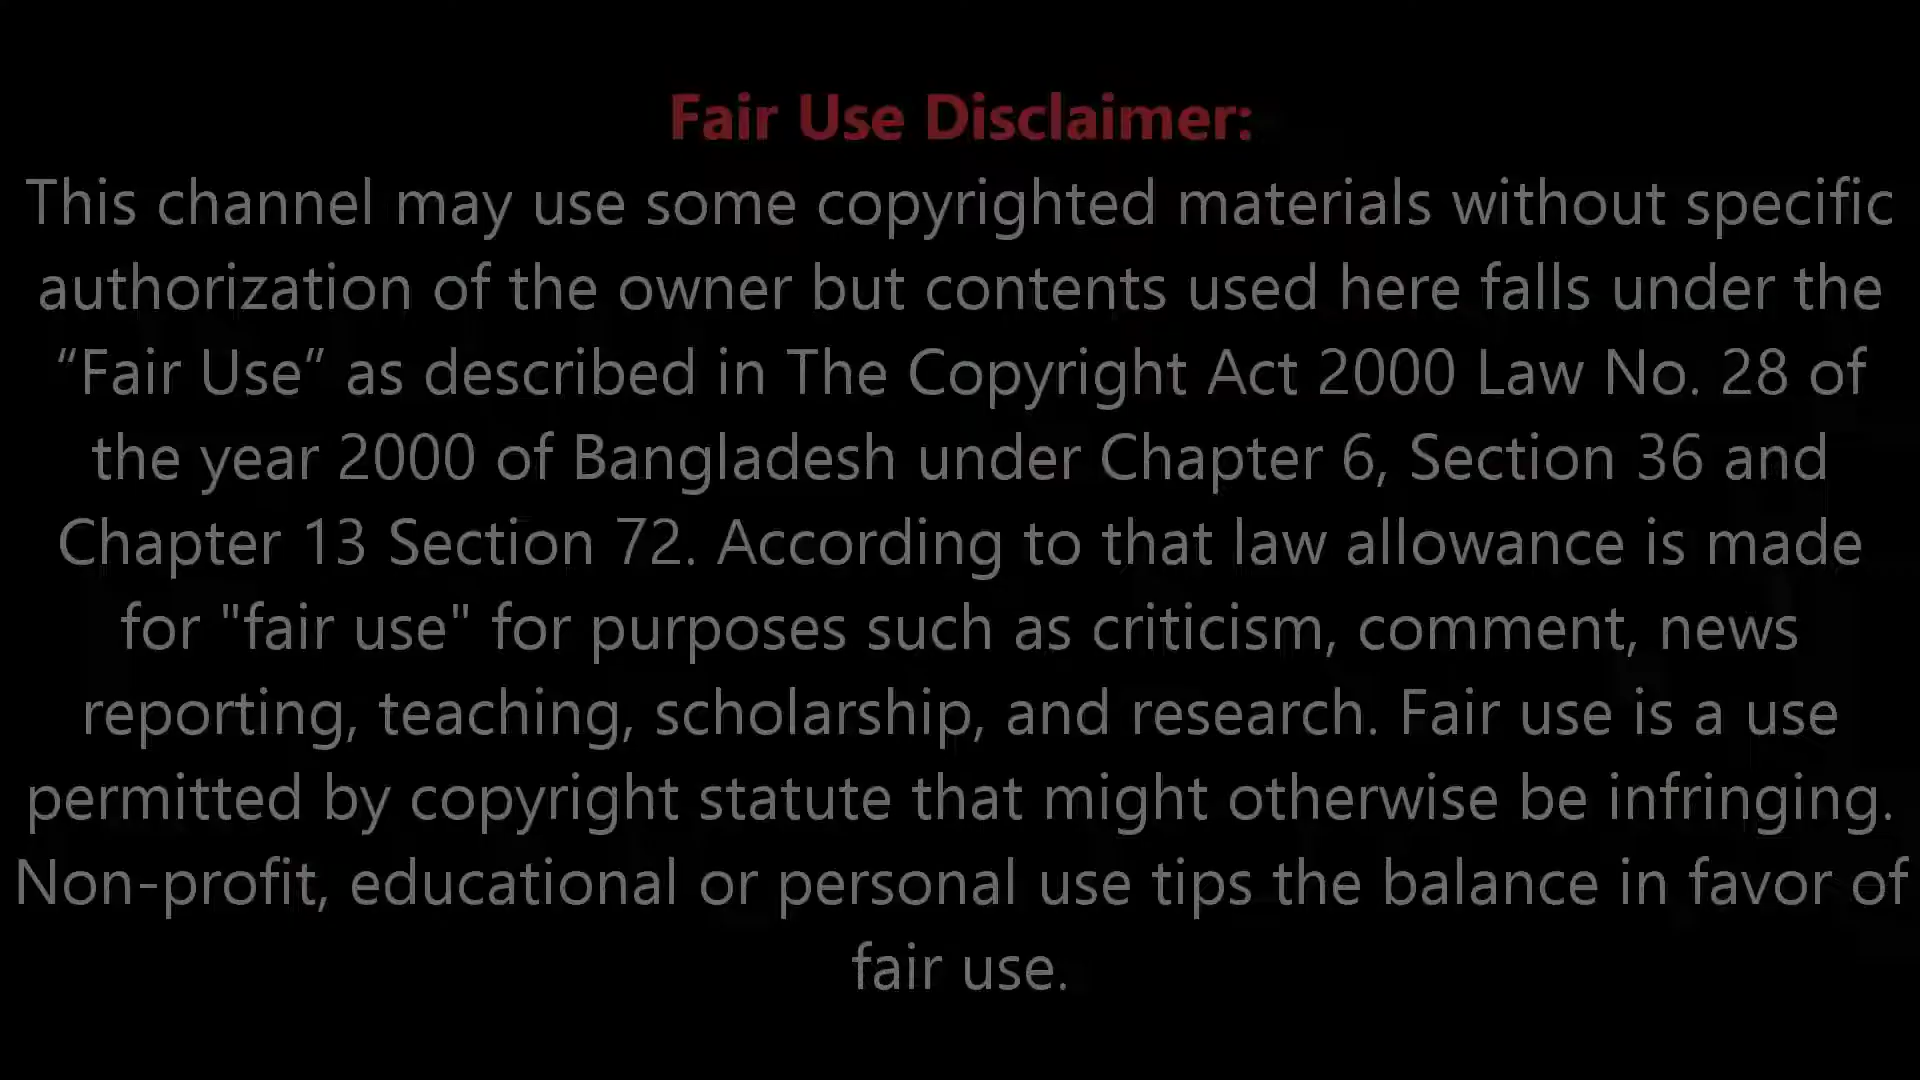 Fair Use Disclaimer:
This channel may use some copyrighted materials without specific
authorization of the owner but contents used here falls under the
“Fair Use” as described in The Copyright Act 2000 Law No. 28 of
the year 2000 of Bangladesh under Chapter 6, Section 36 and
Chapter 13 Section 72. According to that law allowance is made
for "fair use" for purposes such as criticism, comment, news
reporting, teaching, scholarship, and research. Fair use is a use
permitted by copyright statute that might otherwise be infringing.
Non-profit, educational or personal use tips the balance in favor of
fair use.